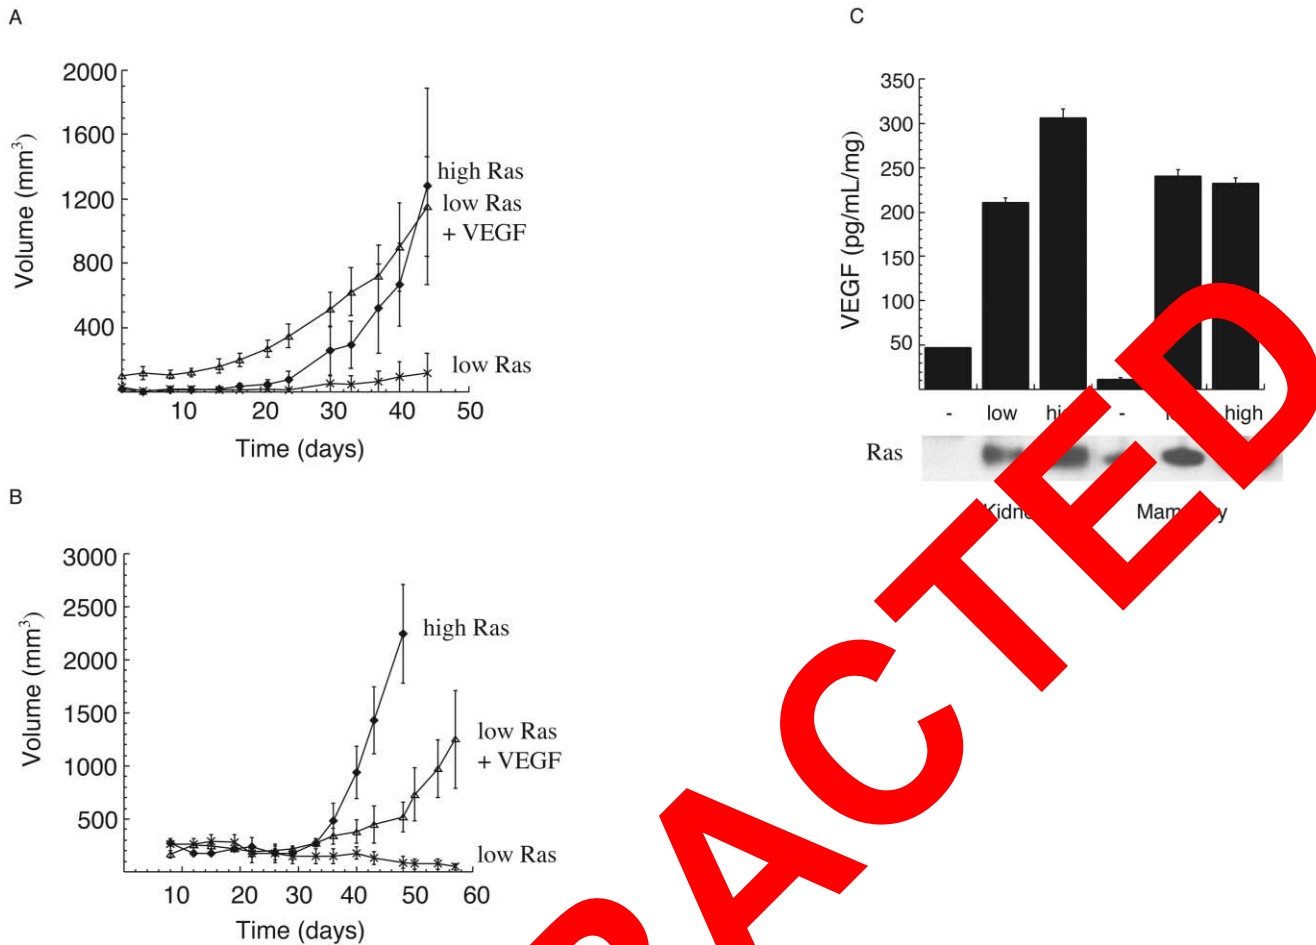 A
Volume (mm³)
2000
1600
1200
800
400
high Ras
low Ras
+ VEGF
low Ras
10 20 30 40 50
Time (days)
B
Volume (mm³)
3000
2500
2000
1500
1000
500
high Ras
low Ras
+ VEGF
low Ras
10 20 30 40 50 60
Time (days)
C
VEGF (pg/mL/mg)
350
300
250
200
150
100
50
- low - high
Ras